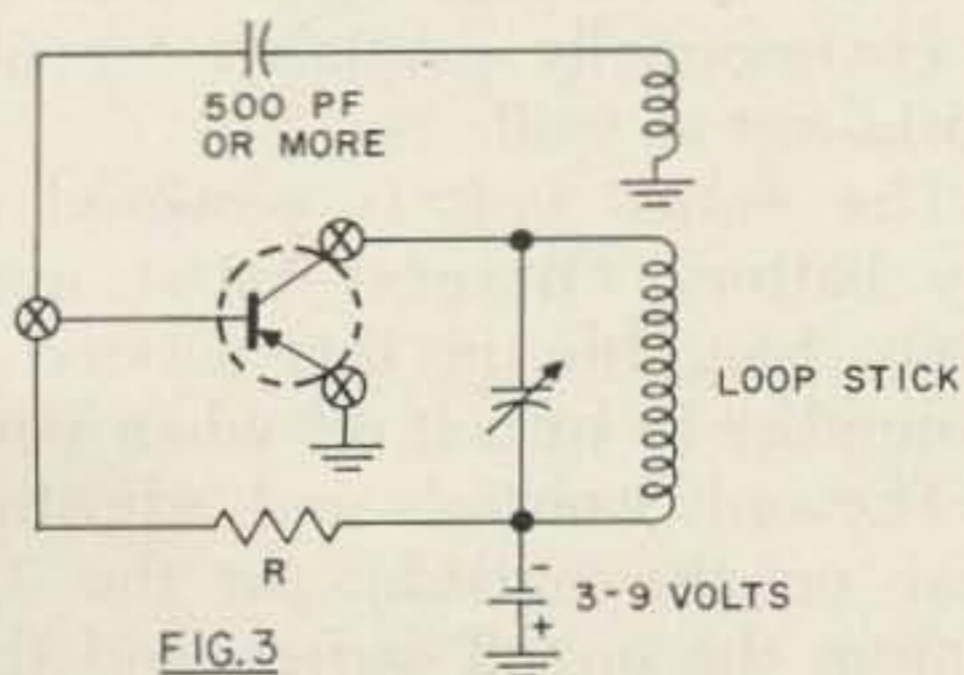 500 PF
OR MORE
LOOP STICK
R
-
3-9 VOLTS
+
FIG.3